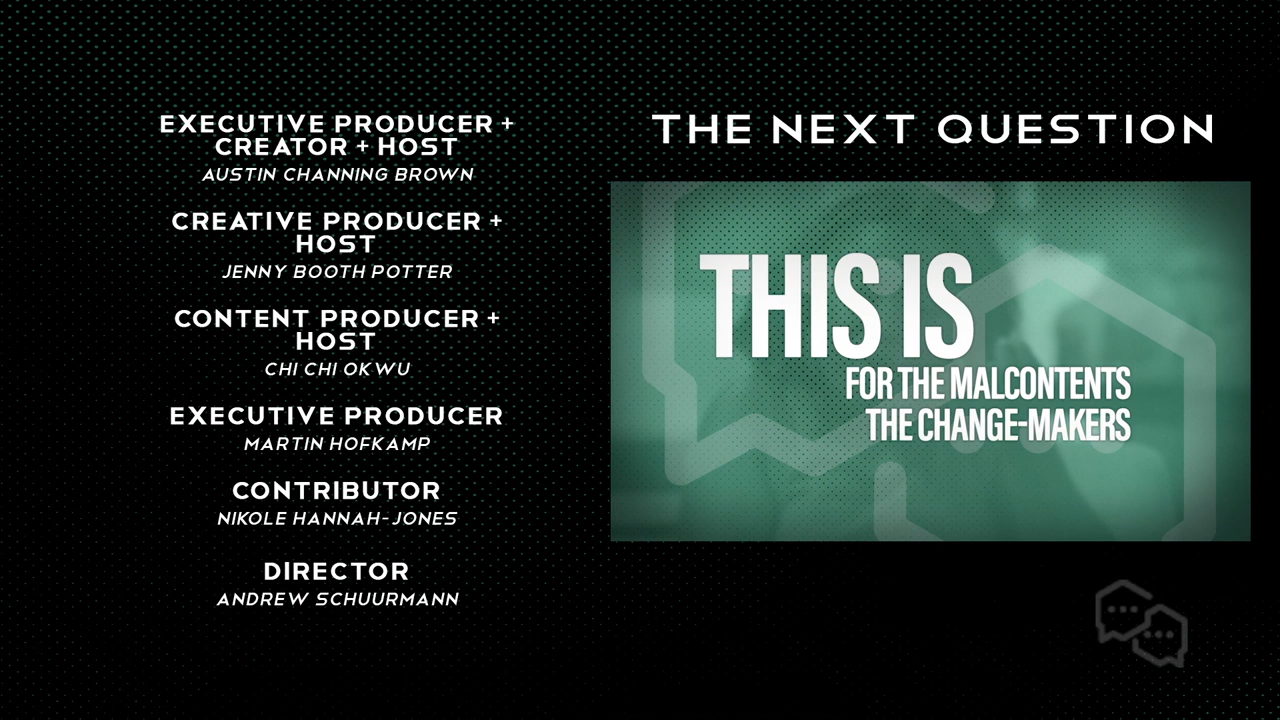 EXECUTIVE PRODUCER +
CREATOR + HOST
AUSTIN CHANNING BROWN
CREATIVE PRODUCER +
HOST
JENNY BOOTH POTTER
CONTENT PRODUCER +
HOST
CHI CHI OKWU
EXECUTIVE PRODUCER
MARTIN HOFKAMP
CONTRIBUTOR
NIKOLE HANNAH-JONES
DIRECTOR
ANDREW SCHUURMANN
THE NEXT QUESTION
THIS IS
FOR THE MALCONTENTS
THE CHANGE-MAKERS